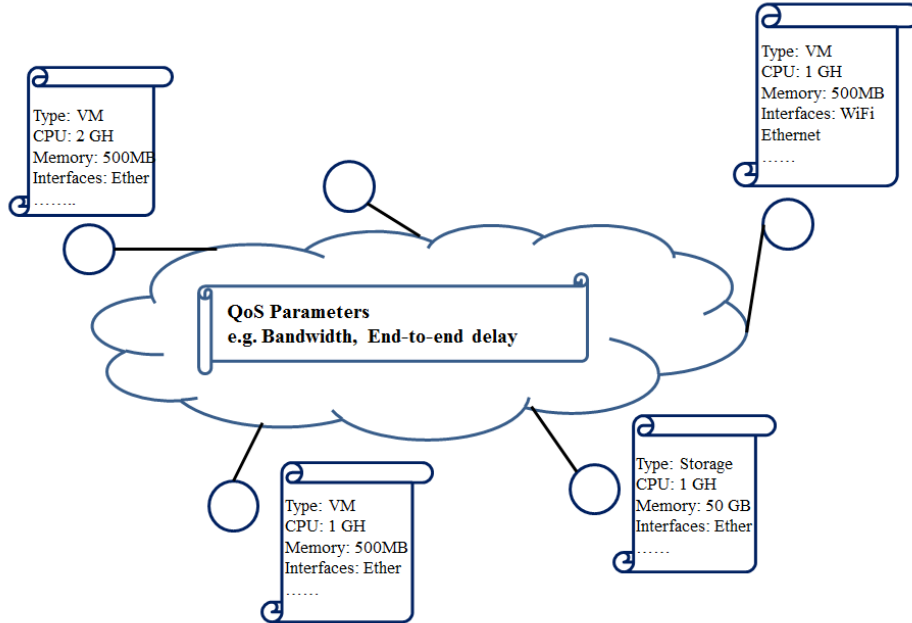 Type: VM
CPU: 2 GH
Memory: 500MB
Interfaces: Ether
……..
Type: VM
CPU: 1 GH
Memory: 500MB
Interfaces: WiFi
Ethernet
……
QoS Parameters
e.g. Bandwidth, End-to-end delay
Type: VM
CPU: 1 GH
Memory: 500MB
Interfaces: Ether
……
Type: Storage
CPU: 1 GH
Memory: 50 GB
Interfaces: Ether
……